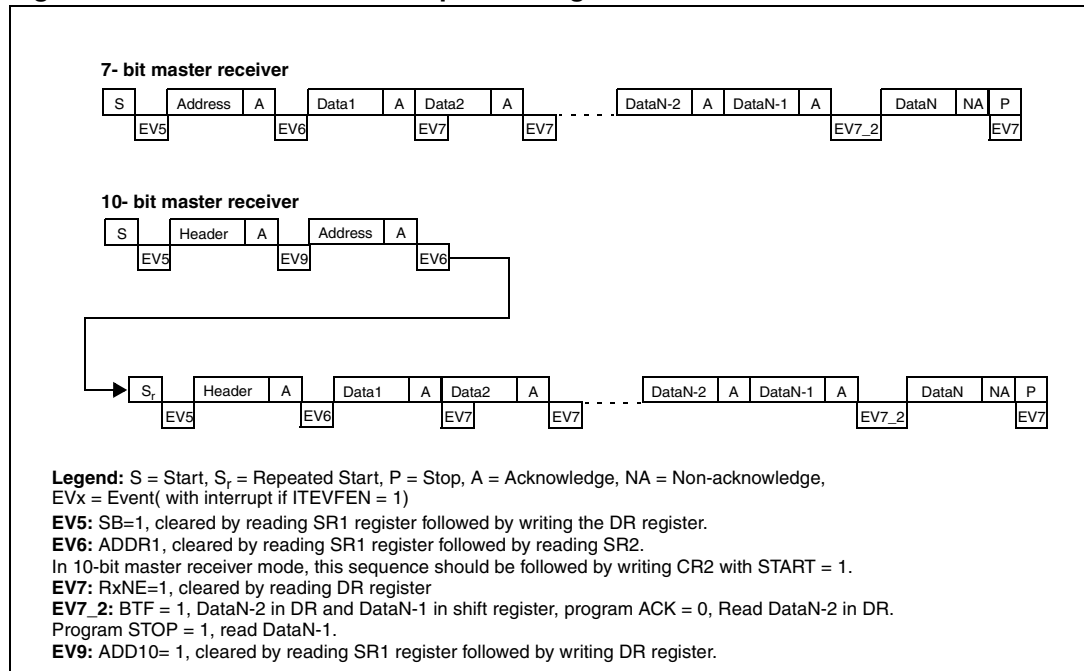 7- bit master receiver
S Address A Data1 A Data2 A DataN-2 A DataN-1 A DataN NA P
EV5 EV6 EV7 EV7 EV7_2 EV7
10- bit master receiver
S Header A Address A
EV5 EV9 EV6
Sr Header A Data1 A Data2 A DataN-2 A DataN-1 A DataN NA P
EV5 EV6 EV7 EV7 EV7_2 EV7
Legend: S = Start, Sr = Repeated Start, P = Stop, A = Acknowledge, NA = Non-acknowledge,
EVx = Event( with interrupt if ITEVFEN = 1)
EV5: SB=1, cleared by reading SR1 register followed by writing the DR register.
EV6: ADDR1, cleared by reading SR1 register followed by reading SR2.
In 10-bit master receiver mode, this sequence should be followed by writing CR2 with START = 1.
EV7: RxNE=1, cleared by reading DR register
EV7_2: BTF = 1, DataN-2 in DR and DataN-1 in shift register, program ACK = 0, Read DataN-2 in DR.
Program STOP = 1, read DataN-1.
EV9: ADD10= 1, cleared by reading SR1 register followed by writing DR register.